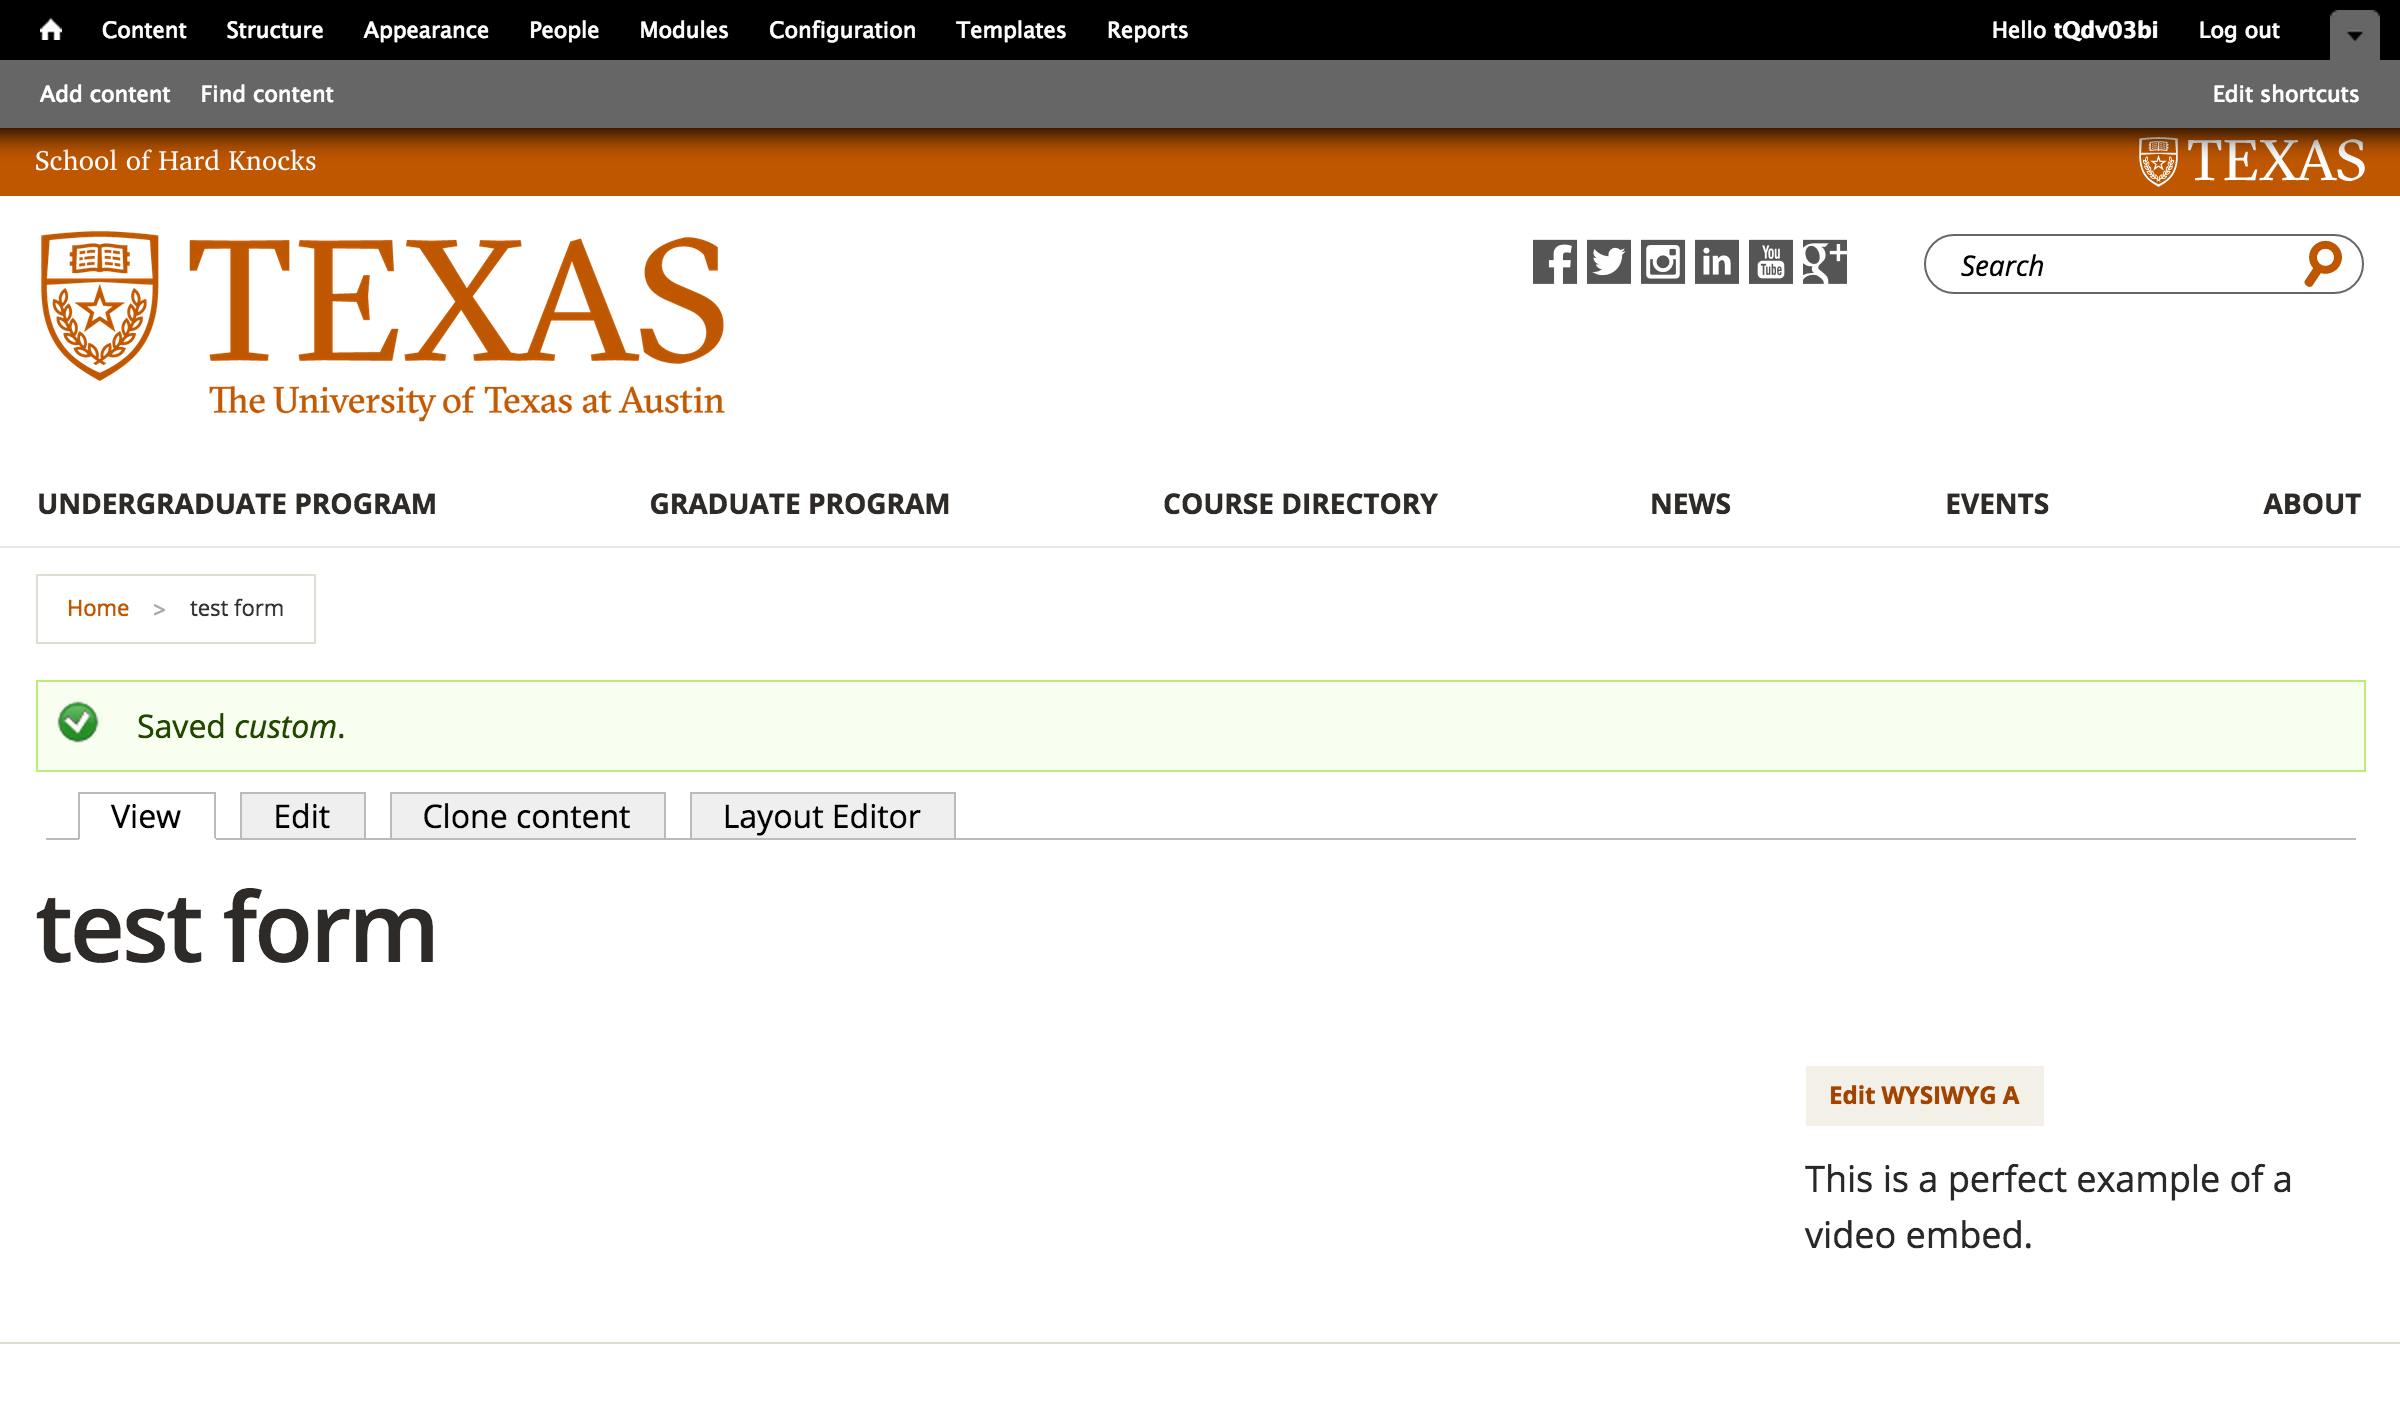 Content Structure Appearance People Modules Configuration Templates Reports Hello tQdv03bi Log out
Add content Find content Edit shortcuts
School of Hard Knocks TEXAS
TEXAS
The University of Texas at Austin
You Tube
g+
Search
UNDERGRADUATE PROGRAM GRADUATE PROGRAM COURSE DIRECTORY NEWS EVENTS ABOUT
Home > test form
Saved custom.
View Edit Clone content Layout Editor
test form
Edit WYSIWYG A
This is a perfect example of a
video embed.